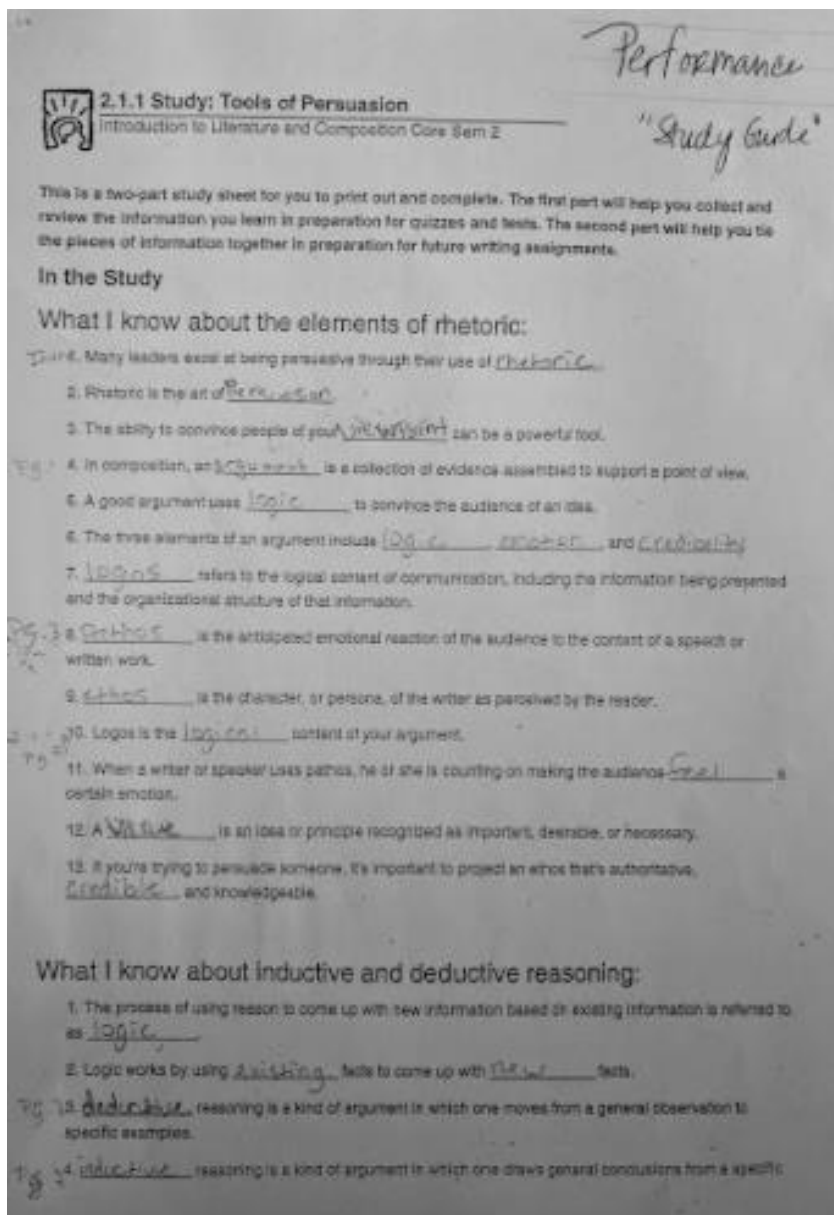 Performance
"Study Guide"
2.1.1 Study: Tools of Persuasion
Introduction to Literature and Composition Core Sem 2
This is a two-part study sheet for you to print out and complete. The first part will help you collect and
review the information you learn in preparation for quizzes and tests. The second part will help you tie
the pieces of information together in preparation for future writing assignments.
In the Study
What I know about the elements of rhetoric:
1. Many leaders excel at being persuasive through their use of rhetoric
2. Rhetoric is the art of Persuasion
3. The ability to convince people of your viewpoint can be a powerful tool.
Pg. 4. In composition, an argument is a collection of evidence assembled to support a point of view.
5. A good argument uses logic to convince the audience of an idea.
6. The three elements of an argument include logic emotion and credibility
7. logos refers to the logical content of communication, including the information being presented
and the organizational structure of that information.
Pg. 3 8. Pathos is the anticipated emotional reaction of the audience to the content of a speech or
written work.
9. ethos is the character, or persona, of the writer as perceived by the reader.
10. Logos is the logical content of your argument.
Pg
11. When a writer or speaker uses pathos, he or she is counting on making the audience feel a
certain emotion.
12. A value is an idea or principle recognized as important, desirable, or necessary.
13. If you're trying to persuade someone, it's important to project an ethos that's authoritative,
credible and knowledgeable.
What I know about inductive and deductive reasoning:
1. The process of using reason to come up with new information based on existing information is referred to
as logic
2. Logic works by using existing facts to come up with new facts.
Pg 3. deductive reasoning is a kind of argument in which one moves from a general observation to
specific examples.
Pg 4. inductive reasoning is a kind of argument in which one draws general conclusions from a specific